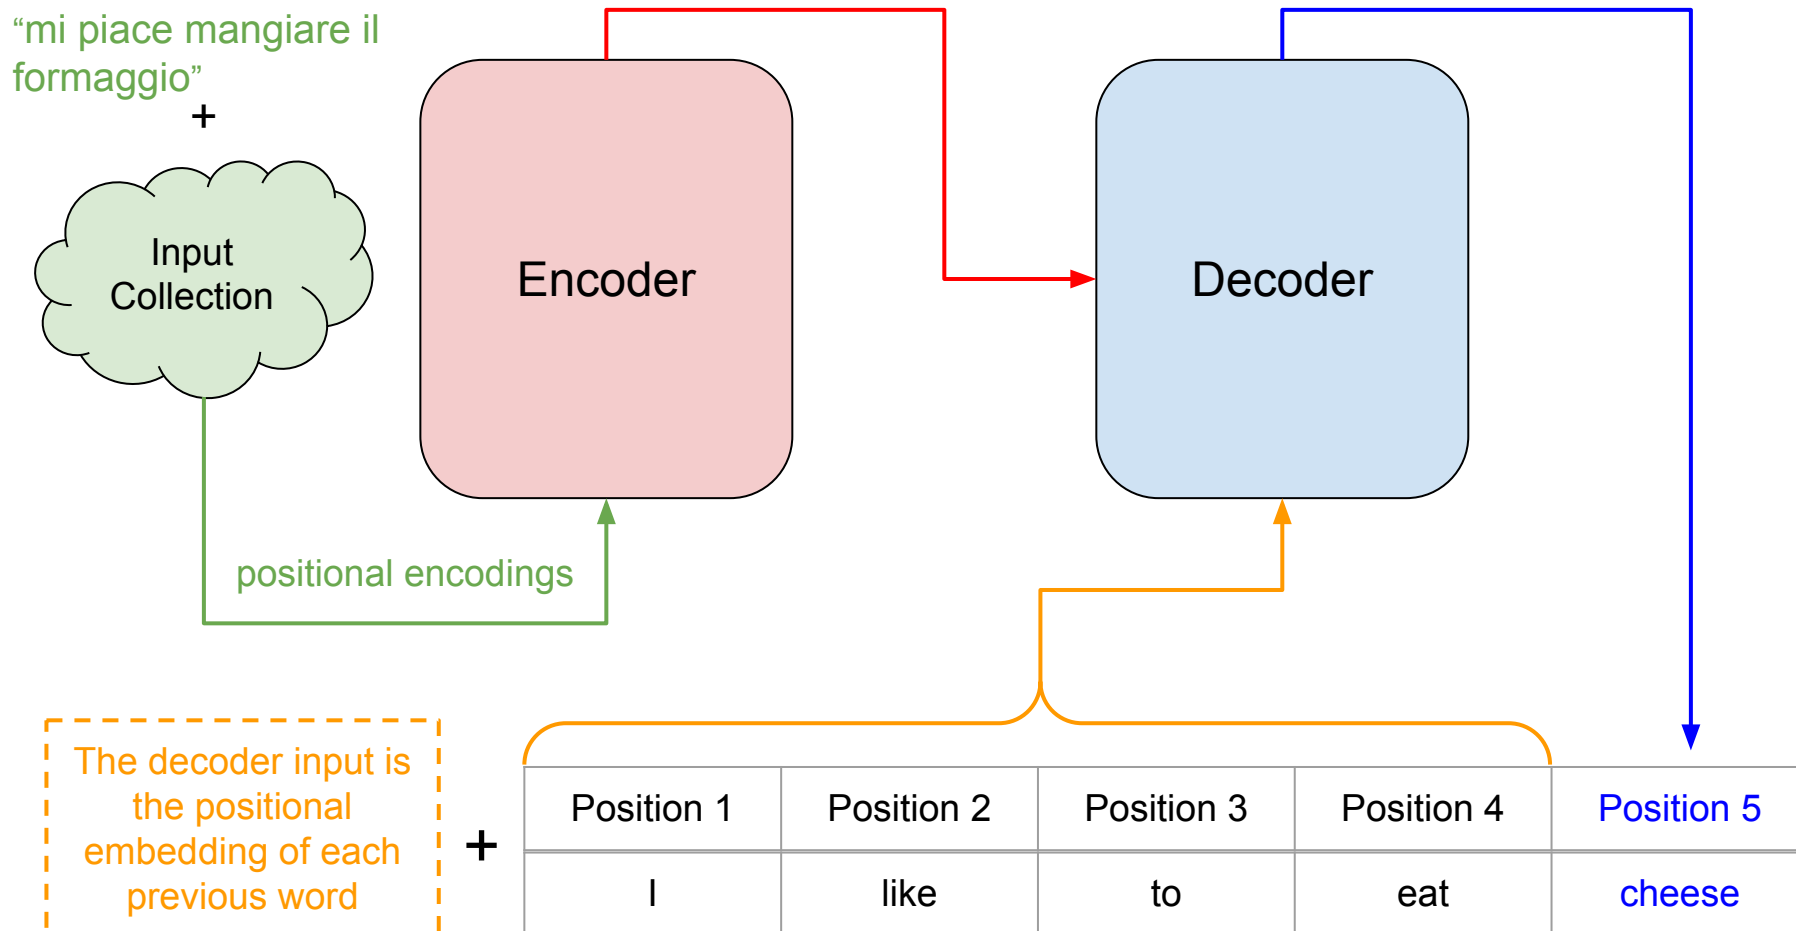 “mi piace mangiare il
formaggio”
+
Input
Collection
Encoder
Decoder
positional encodings
The decoder input is
the positional
embedding of each
previous word
+
Position 1 Position 2 Position 3 Position 4 Position 5
I like to eat cheese